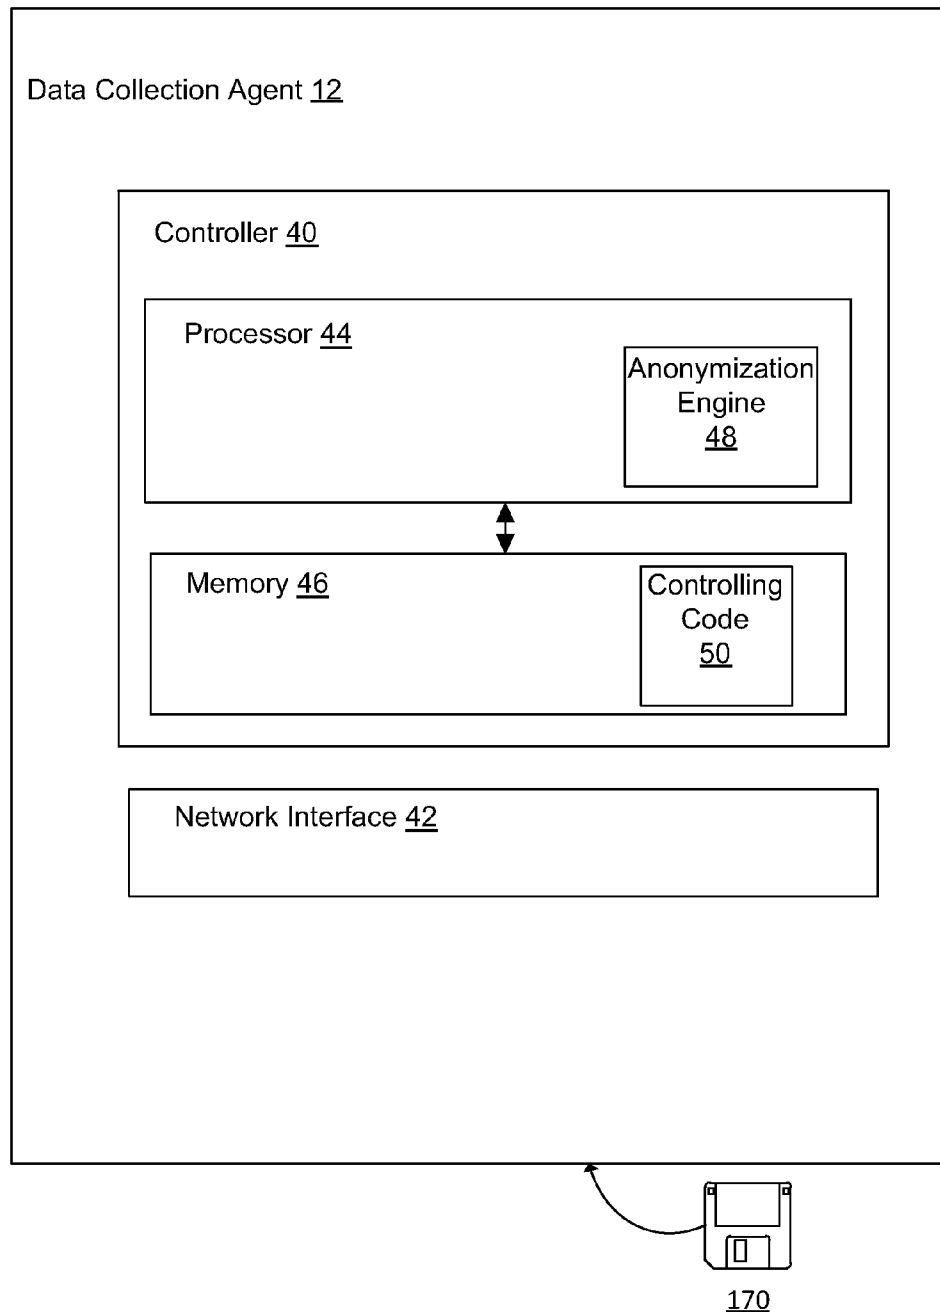 Data Collection Agent 12
Controller 40
Processor 44
Anonymization
Engine
48
Memory 46
Controlling
Code
50
Network Interface 42
170